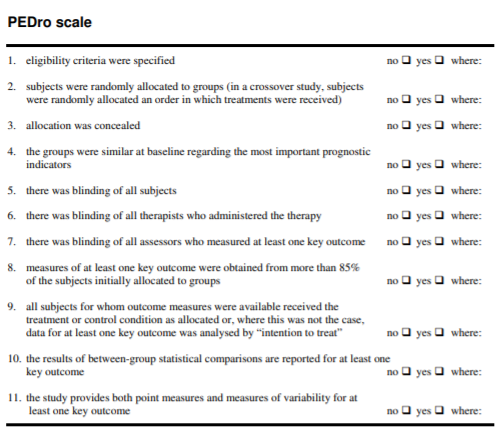 PEDro scale
1. eligibility criteria were specified no ❑ yes ❑ where:
2. subjects were randomly allocated to groups (in a crossover study, subjects
were randomly allocated an order in which treatments were received) no ❑ yes ❑ where:
3. allocation was concealed no ❑ yes ❑ where:
4. the groups were similar at baseline regarding the most important prognostic
indicators no ❑ yes ❑ where:
5. there was blinding of all subjects no ❑ yes ❑ where:
6. there was blinding of all therapists who administered the therapy no ❑ yes ❑ where:
7. there was blinding of all assessors who measured at least one key outcome no ❑ yes ❑ where:
8. measures of at least one key outcome were obtained from more than 85%
of the subjects initially allocated to groups no ❑ yes ❑ where:
9. all subjects for whom outcome measures were available received the
treatment or control condition as allocated or, where this was not the case,
data for at least one key outcome was analysed by “intention to treat” no ❑ yes ❑ where:
10. the results of between-group statistical comparisons are reported for at least one
key outcome no ❑ yes ❑ where:
11. the study provides both point measures and measures of variability for at
least one key outcome no ❑ yes ❑ where: